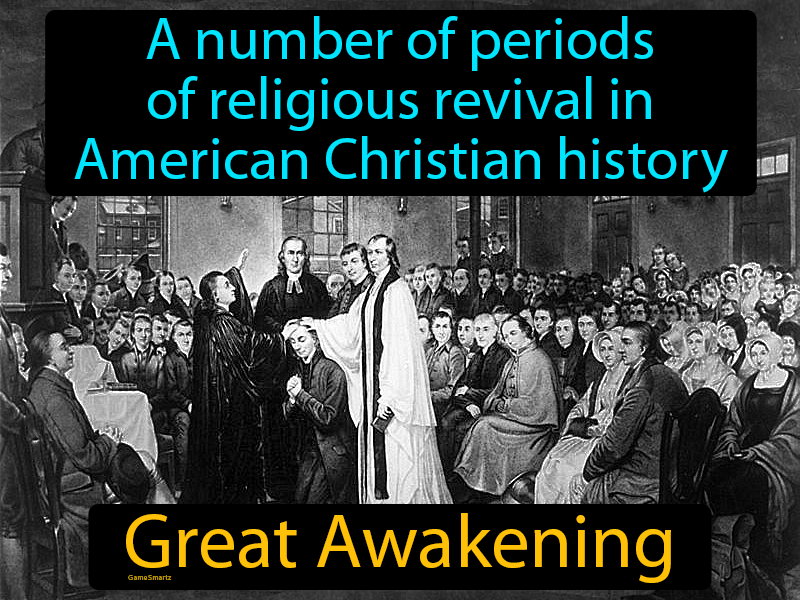 A number of periods
of religious revival in
American Christian history
Great Awakening
GameSmartz